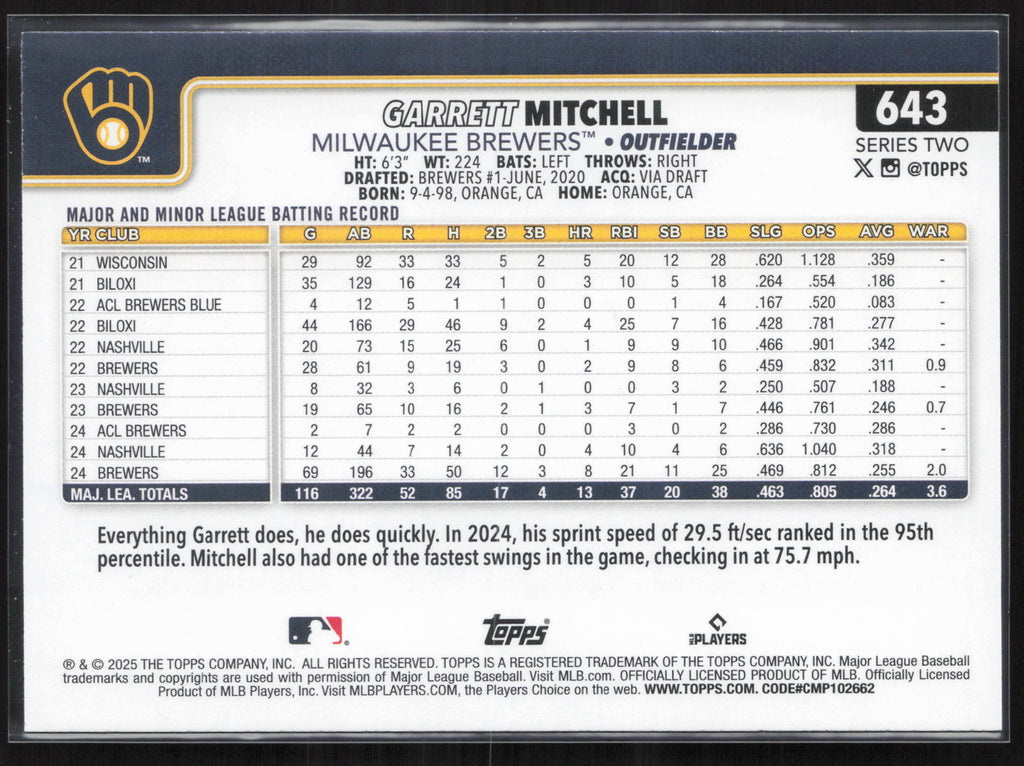 GARRETT MITCHELL
643
MILWAUKEE BREWERS™ • OUTFIELDER
SERIES TWO
HT: 6'3" WT: 224 BATS: LEFT THROWS: RIGHT
@TOPPS
DRAFTED: BREWERS #1-JUNE, 2020 ACQ: VIA DRAFT
BORN: 9-4-98, ORANGE, CA HOME: ORANGE, CA
TM
MAJOR AND MINOR LEAGUE BATTING RECORD
YR CLUB G AB R H 2B 3B HR RBI SB BB SLG OPS AVG WAR
21 WISCONSIN 29 92 33 33 5 2 5 20 12 28 .620 1.128 .359 -
21 BILOXI 35 129 16 24 1 0 3 10 5 18 .264 .554 .186 -
22 ACL BREWERS BLUE 4 12 5 1 1 0 0 0 1 4 .167 .520 .083 -
22 BILOXI 44 166 29 46 9 2 4 25 7 16 .428 .781 .277 -
22 NASHVILLE 20 73 15 25 6 0 1 9 9 10 .466 .901 .342 -
22 BREWERS 28 61 9 19 3 0 2 9 8 6 .459 .832 .311 0.9
23 NASHVILLE 8 32 3 6 0 1 0 0 3 2 .250 .507 .188 -
23 BREWERS 19 65 10 16 2 1 3 7 1 7 .446 .761 .246 0.7
24 ACL BREWERS 2 7 2 2 0 0 0 3 0 2 .286 .730 .286 -
24 NASHVILLE 12 44 7 14 2 0 4 10 4 6 .636 1.040 .318 -
24 BREWERS 69 196 33 50 12 3 8 21 11 25 .469 .812 .255 2.0
MAJ. LEA. TOTALS 116 322 52 85 17 4 13 37 20 38 .463 .805 .264 3.6
Everything Garrett does, he does quickly. In 2024, his sprint speed of 29.5 ft/sec ranked in the 95th
percentile. Mitchell also had one of the fastest swings in the game, checking in at 75.7 mph.
Topps®
MLB PLAYERS
® & © 2025 THE TOPPS COMPANY, INC. ALL RIGHTS RESERVED. TOPPS IS A REGISTERED TRADEMARK OF THE TOPPS COMPANY, INC. Major League Baseball
trademarks and copyrights are used with permission of Major League Baseball. Visit MLB.com. OFFICIALLY LICENSED PRODUCT OF MLB. Officially Licensed
Product of MLB Players, Inc. Visit MLBPLAYERS.COM, the Players Choice on the web. WWW.TOPPS.COM. CODE#CMP102662